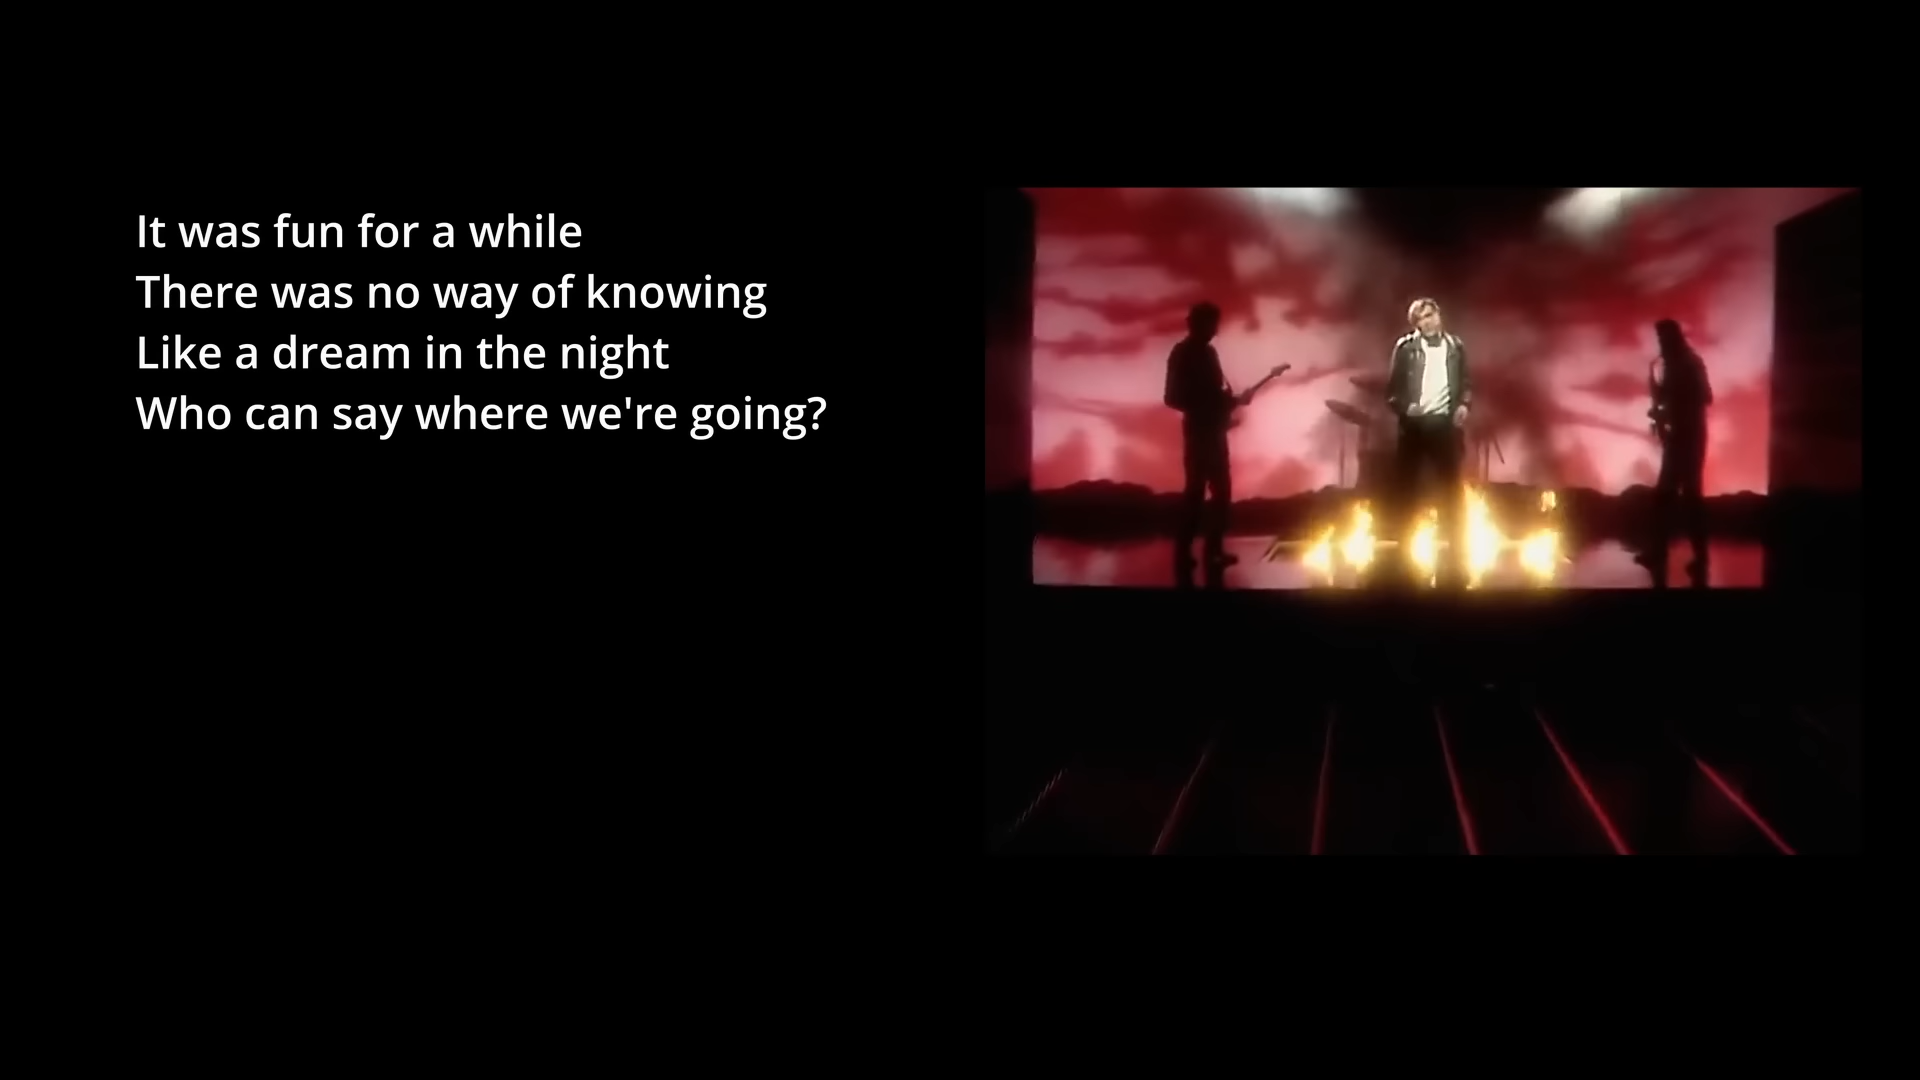 It was fun for a while
There was no way of knowing
Like a dream in the night
Who can say where we're going?